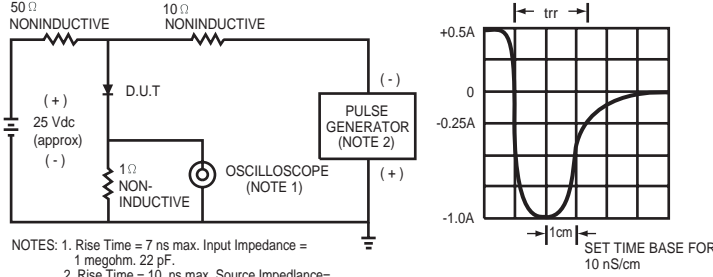 50 Ω
NONINDUCTIVE
10 Ω
NONINDUCTIVE
( + )
25 Vdc
(approx)
( - )
D.U.T
1 Ω
NON-
INDUCTIVE
OSCILLOSCOPE
(NOTE 1)
( - )
PULSE
GENERATOR
(NOTE 2)
( + )
NOTES: 1. Rise Time = 7 ns max. Input Impedance =
1 megohm. 22 pF.
2. Rise Time = 10 ns max. Source Impedlance=
trr
+0.5A
0
-0.25A
-1.0A
1cm
SET TIME BASE FOR
10 nS/cm